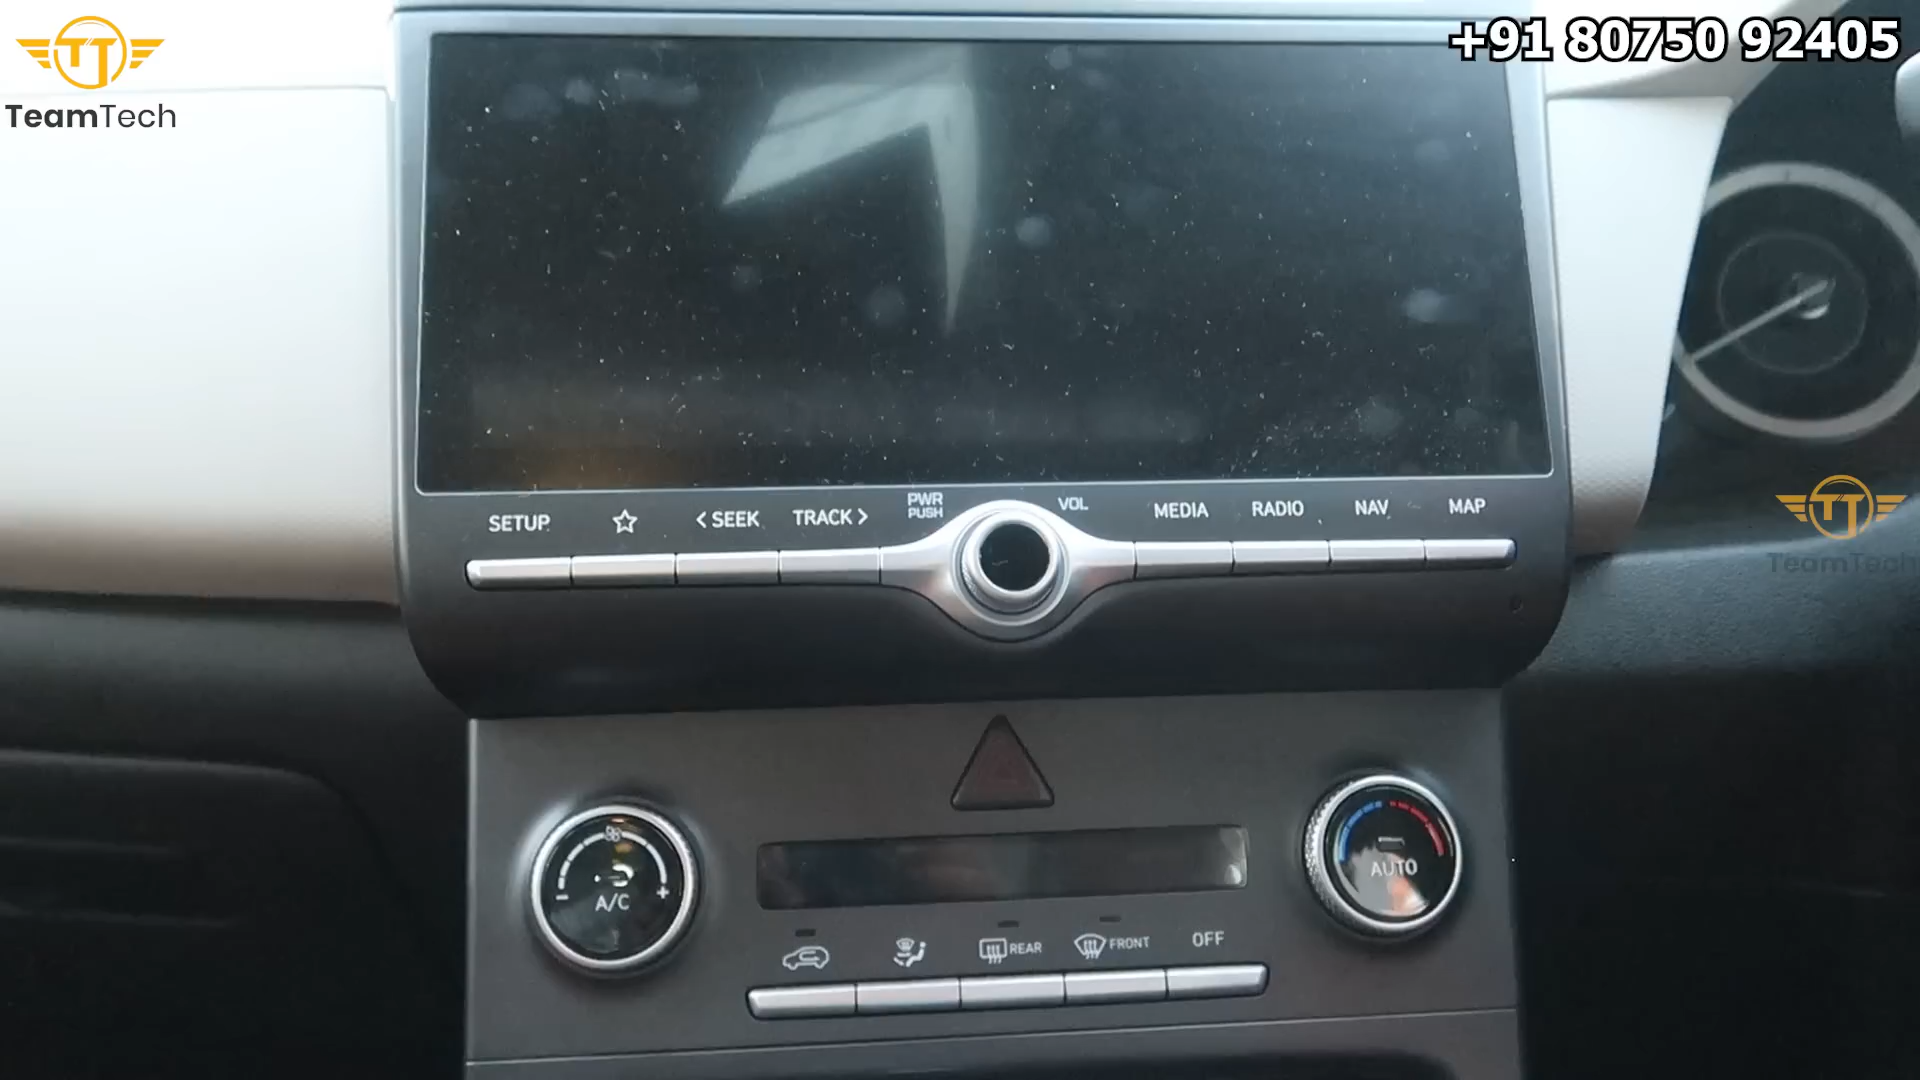 TeamTech
+91 80750 92405
SETUP
< SEEK
TRACK >
PWR
PUSH
VOL
MEDIA
RADIO
NAV
MAP
TeamTech
A/C
AUTO
REAR
FRONT
OFF